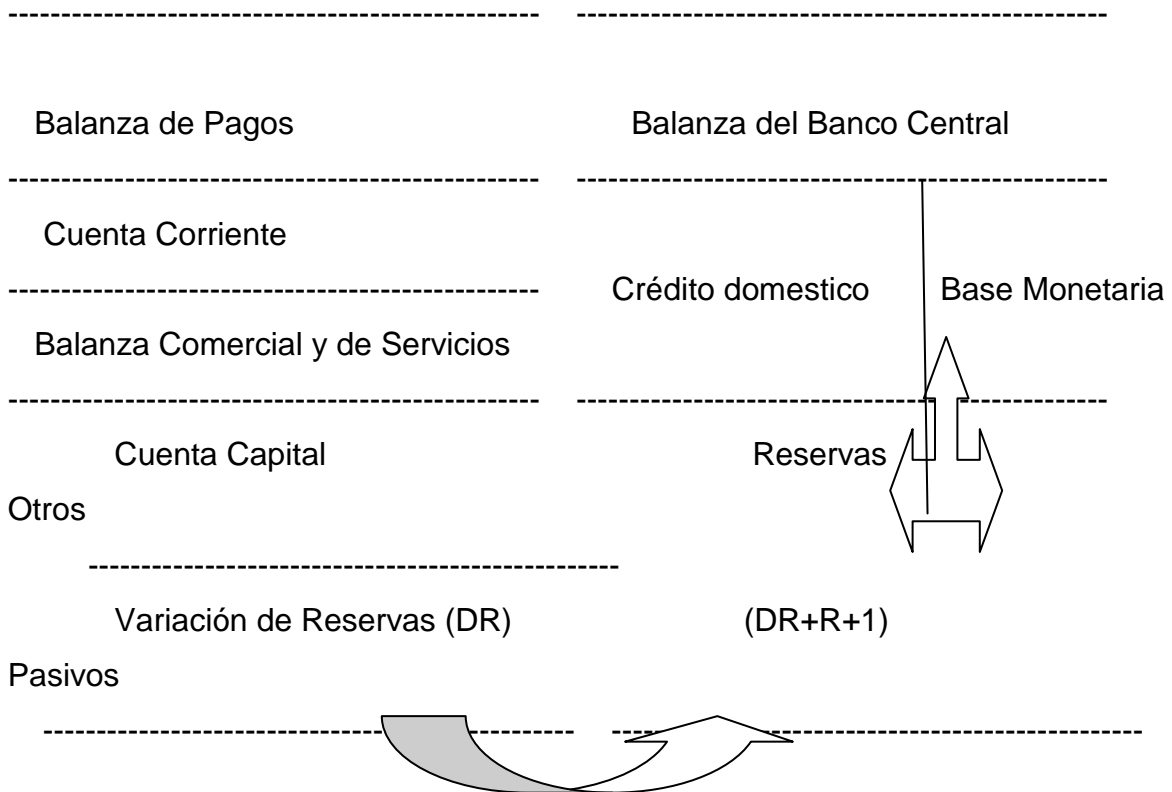 Balanza de Pagos Balanza del Banco Central
Cuenta Corriente
Crédito domestico Base Monetaria
Balanza Comercial y de Servicios
Cuenta Capital Reservas
Otros
Variación de Reservas (DR) (DR+R+1)
Pasivos